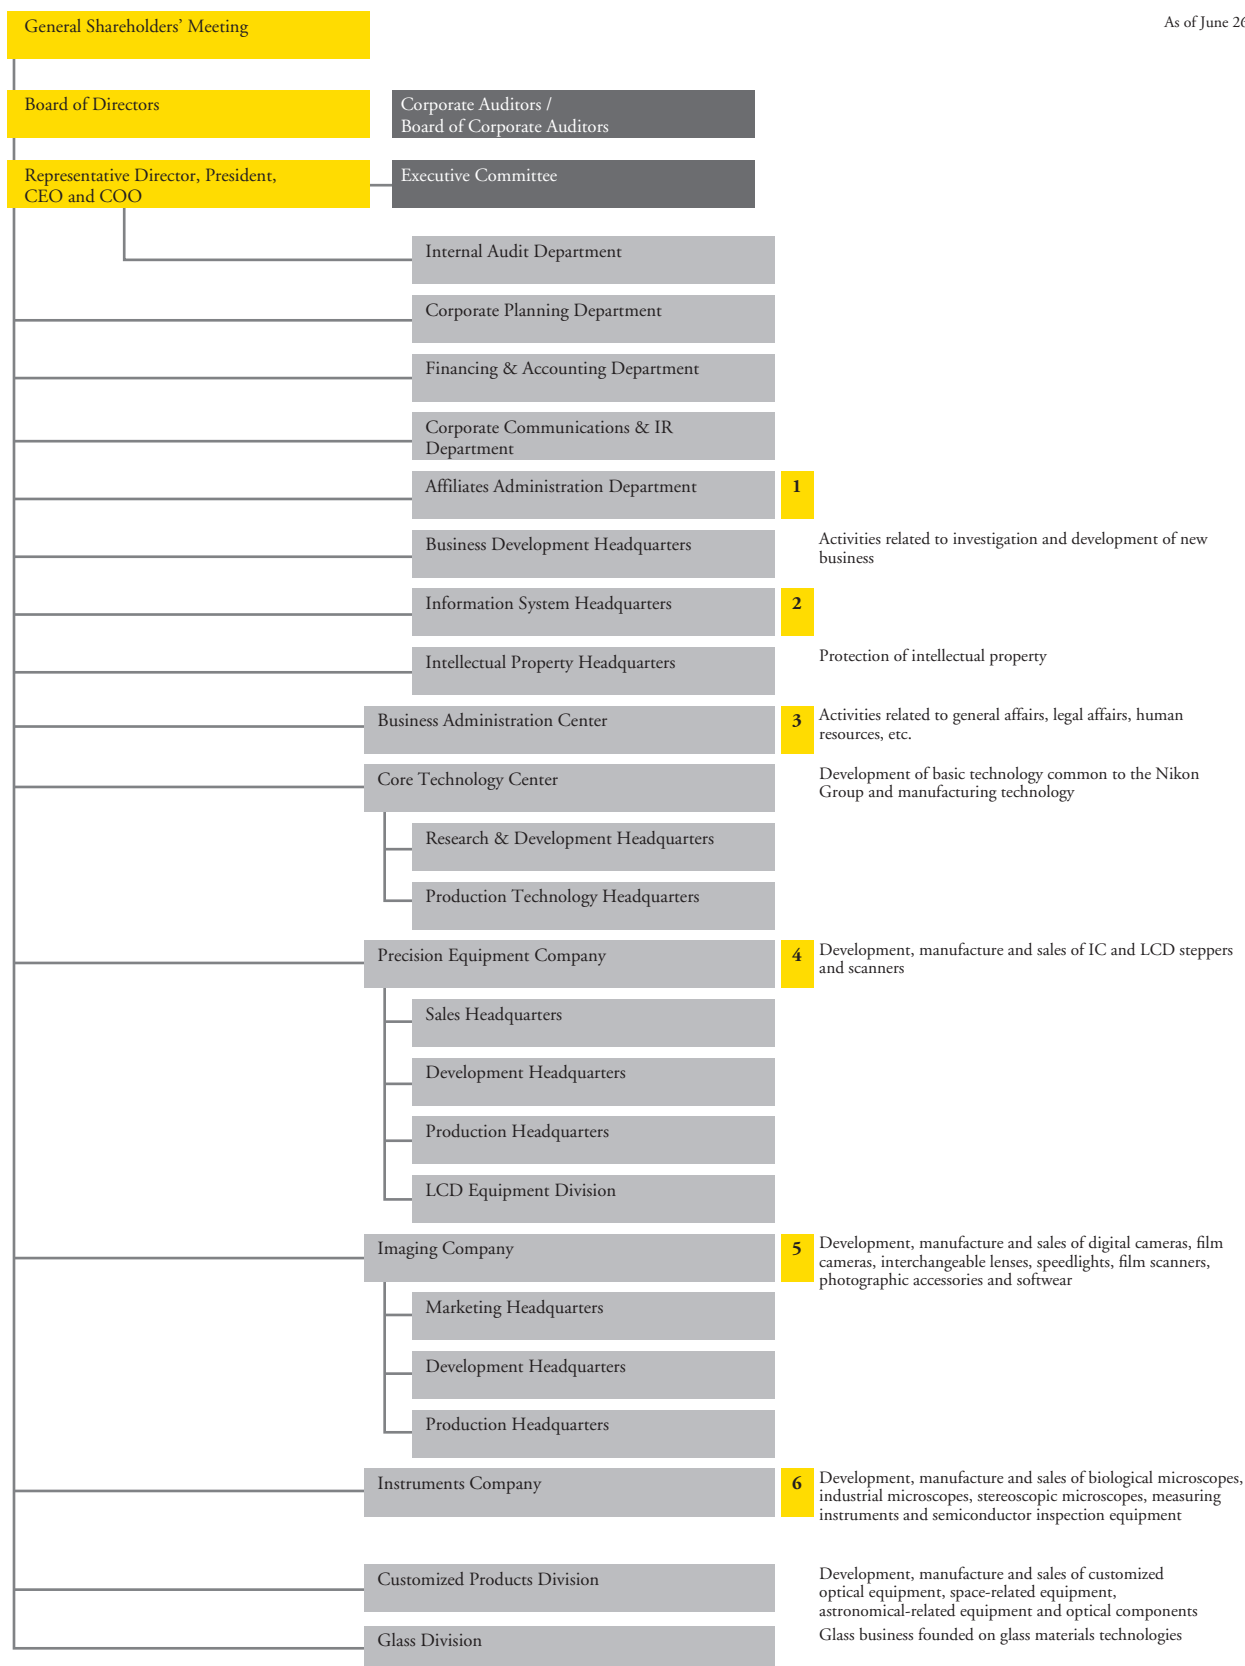 As of June 26
General Shareholders’ Meeting
Board of Directors
Corporate Auditors /
Board of Corporate Auditors
Representative Director, President,
CEO and COO
Executive Committee
Internal Audit Department
Corporate Planning Department
Financing & Accounting Department
Corporate Communications & IR
Department
Affiliates Administration Department
1
Business Development Headquarters
Activities related to investigation and development of new
business
Information System Headquarters
2
Intellectual Property Headquarters
Protection of intellectual property
Business Administration Center
3
Activities related to general affairs, legal affairs, human
resources, etc.
Core Technology Center
Development of basic technology common to the Nikon
Group and manufacturing technology
Research & Development Headquarters
Production Technology Headquarters
Precision Equipment Company
4
Development, manufacture and sales of IC and LCD steppers
and scanners
Sales Headquarters
Development Headquarters
Production Headquarters
LCD Equipment Division
Imaging Company
5
Development, manufacture and sales of digital cameras, film
cameras, interchangeable lenses, speedlights, film scanners,
photographic accessories and softwear
Marketing Headquarters
Development Headquarters
Production Headquarters
Instruments Company
6
Development, manufacture and sales of biological microscopes,
industrial microscopes, stereoscopic microscopes, measuring
instruments and semiconductor inspection equipment
Customized Products Division
Development, manufacture and sales of customized
optical equipment, space-related equipment,
astronomical-related equipment and optical components
Glass Division
Glass business founded on glass materials technologies